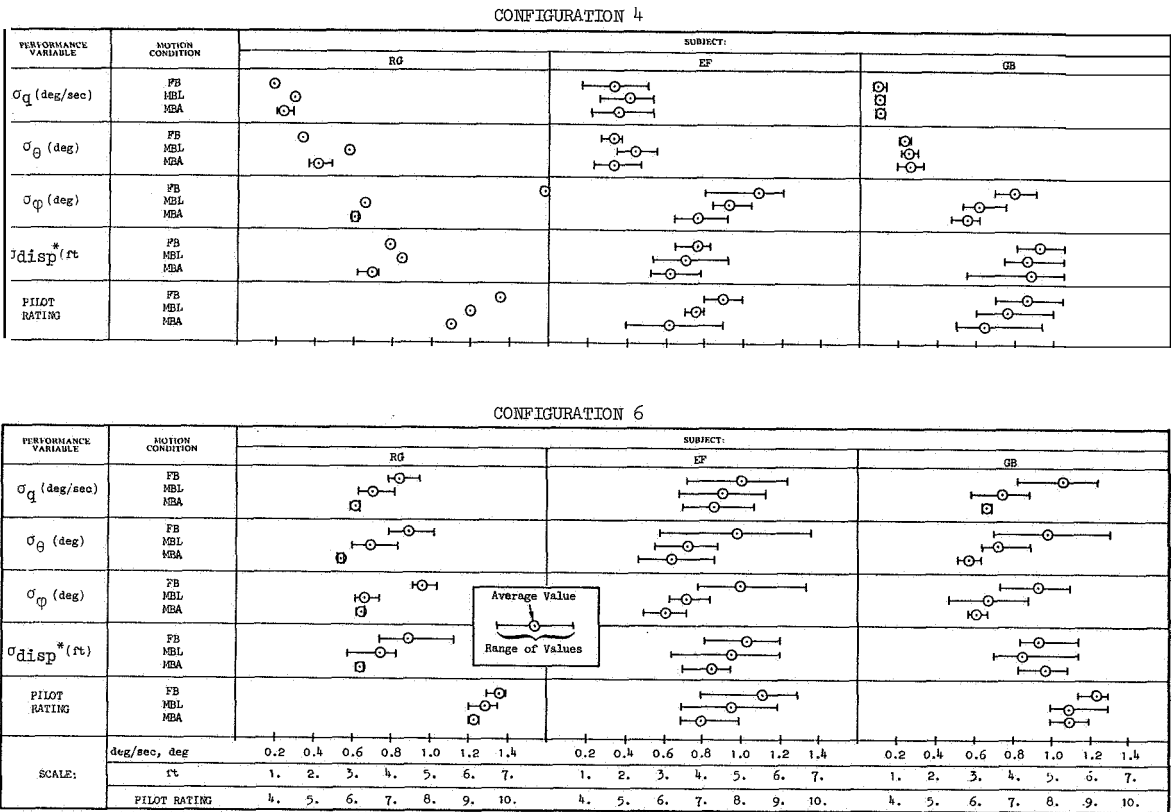 CONFIGURATION 4
PERFORMANCE VARIABLE MOTION CONDITION SUBJECT:
RG EF GB
σq (deg/sec) FB
MBL
MBA
σθ (deg) FB
MBL
MBA
σφ (deg) FB
MBL
MBA
disp* (ft FB
MBL
MBA
PILOT RATING FB
MBL
MBA
CONFIGURATION 6
PERFORMANCE VARIABLE MOTION CONDITION SUBJECT:
RG EF GB
σq (deg/sec) FB
MBL
MBA
σθ (deg) FB
MBL
MBA
σφ (deg) FB
MBL
MBA
Average Value
Range of Values
σdisp* (ft) FB
MBL
MBA
PILOT RATING FB
MBL
MBA
SCALE:
deg/sec, deg 0.2 0.4 0.6 0.8 1.0 1.2 1.4 0.2 0.4 0.6 0.8 1.0 1.2 1.4 0.2 0.4 0.6 0.8 1.0 1.2 1.4
ft 1. 2. 3. 4. 5. 6. 7. 1. 2. 3. 4. 5. 6. 7. 1. 2. 3. 4. 5. 6. 7.
PILOT RATING 4. 5. 6. 7. 8. 9. 10. 4. 5. 6. 7. 8. 9. 10. 4. 5. 6. 7. 8. 9. 10.